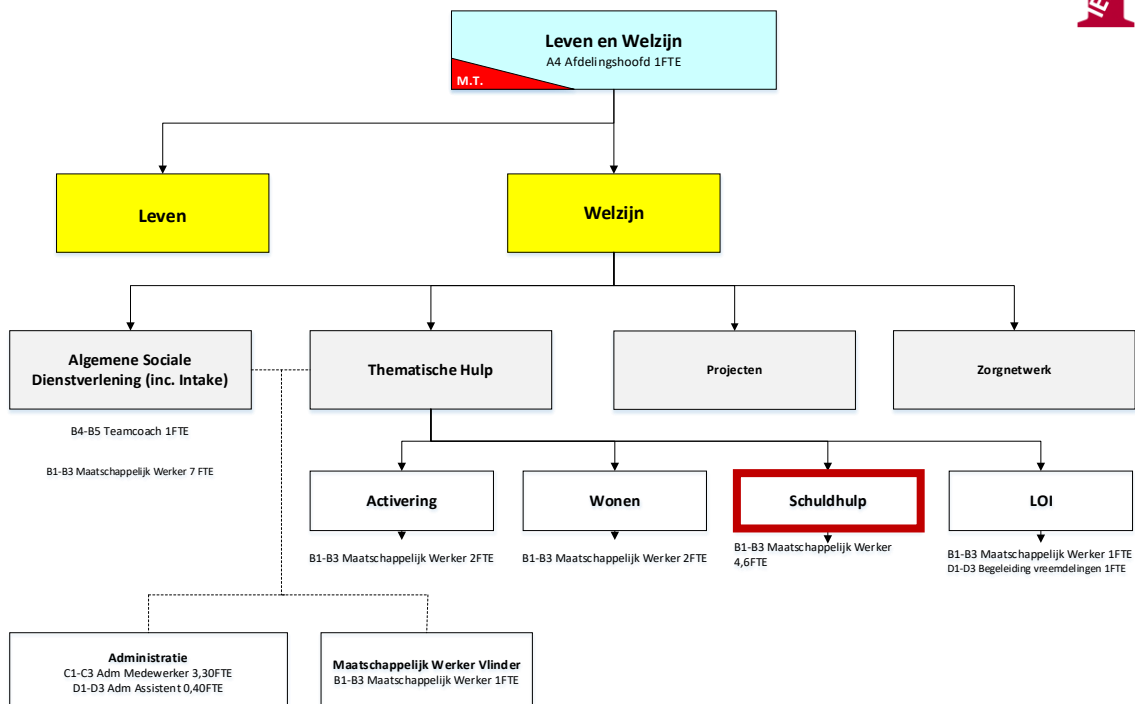 Leven en Welzijn
A4 Afdelingshoofd 1FTE
M.T.
Leven
Welzijn
Algemene Sociale
Dienstverlening (inc. Intake)
Thematische Hulp
Projecten
Zorgnetwerk
B4-B5 Teamcoach 1FTE
B1-B3 Maatschappelijk Werker 7 FTE
Activering
Wonen
Schuldhulp
LOI
B1-B3 Maatschappelijk Werker 2FTE
B1-B3 Maatschappelijk Werker 2FTE
B1-B3 Maatschappelijk Werker
4,6FTE
B1-B3 Maatschappelijk Werker 1FTE
D1-D3 Begeleiding vreemdelingen 1FTE
Administratie
C1-C3 Adm Medewerker 3,30FTE
D1-D3 Adm Assistent 0,40FTE
Maatschappelijk Werker Vlinder
B1-B3 Maatschappelijk Werker 1FTE